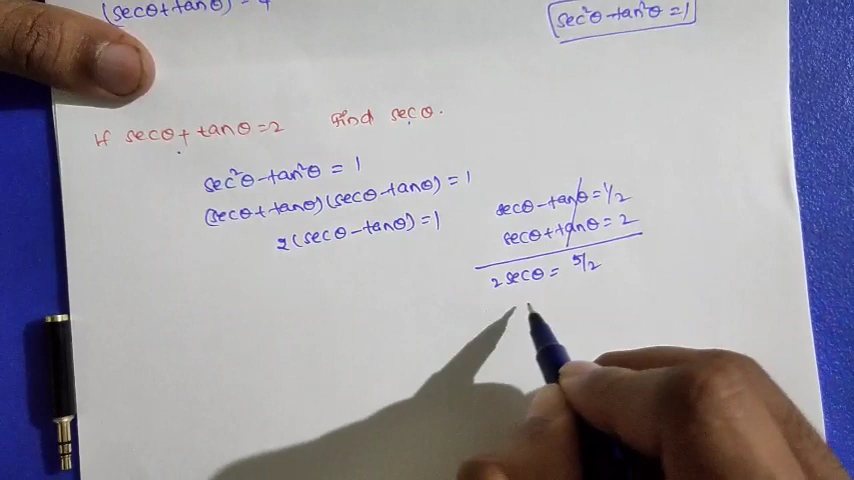 (secθ+tanθ) = 4
sec²θ-tan²θ=1
If secθ+tanθ=2 Find secθ.
sec²θ-tan²θ = 1
(secθ+tanθ)(secθ-tanθ)=1
2(secθ-tanθ)=1
secθ-tanθ=1/2
secθ+tanθ=2
2secθ= 5/2